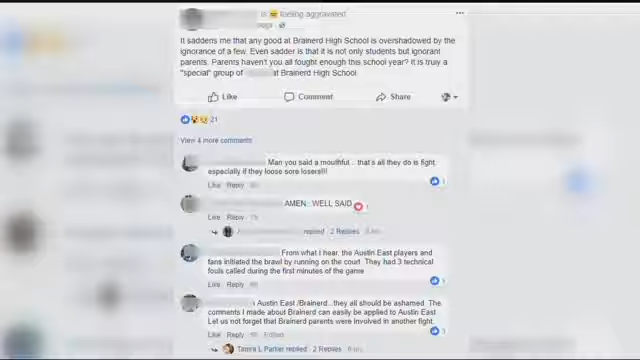 is feeling aggravated
It saddens me that any good at Brainerd High School is overshadowed by the
ignorance of a few. Even sadder is that it is not only students but ignorant
parents. Parents haven't you all fought enough this school year? It is truly a
"special" group of at Brainerd High School
Like Comment Share
21
View 4 more comments
Man you said a mouthful... that's all they do is fight
especially if they loose sore losers!!!
1
Like Reply
AMEN : WELL SAID
1
Like Reply
replied 2 Replies
From what I hear, the Austin East players and
fans initiated the brawl by running on the court. They had 3 technical
fouls called during the first minutes of the game
1
Like Reply
Austin East /Brainerd...they all should be ashamed. The
comments I made about Brainerd can easily be applied to Austin East.
Let us not forget that Brainerd parents were involved in another fight.
1
Like Reply Edited
Tamra L Parker replied 2 Replies